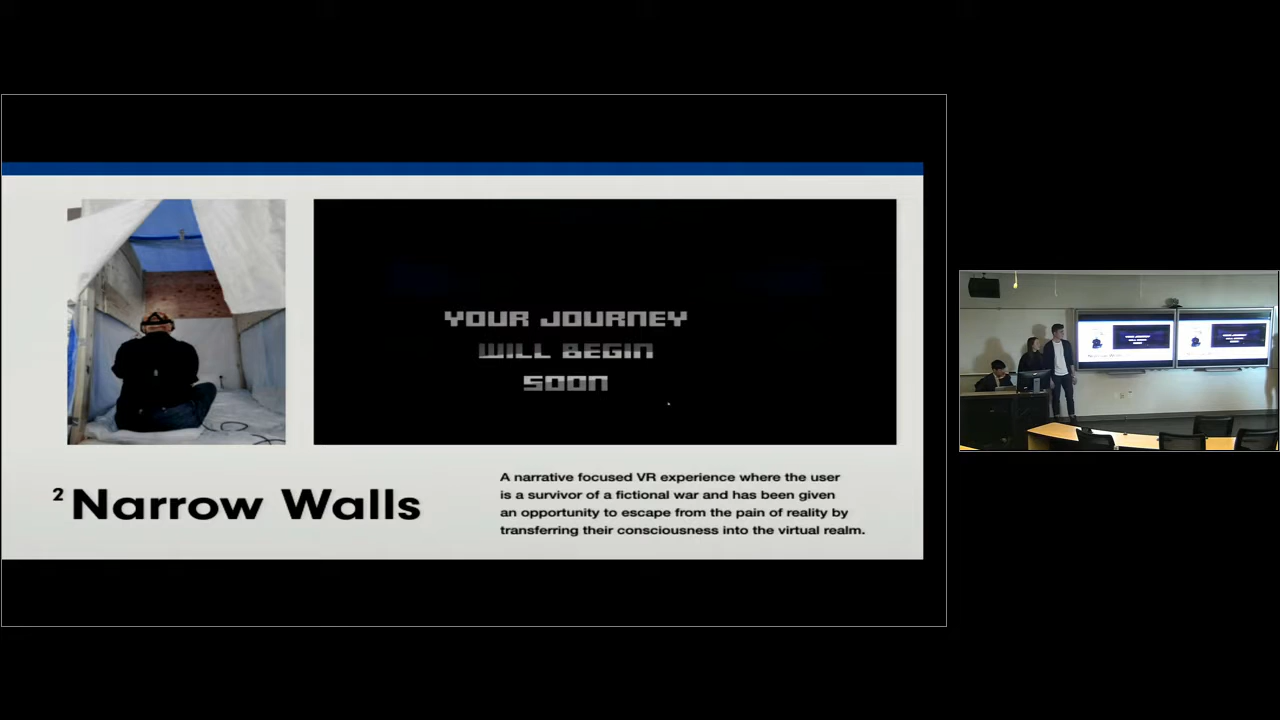 YOUR JOURNEY
WILL BEGIN
SOON
2 Narrow Walls
A narrative focused VR experience where the user
is a survivor of a fictional war and has been given
an opportunity to escape from the pain of reality by
transferring their consciousness into the virtual realm.